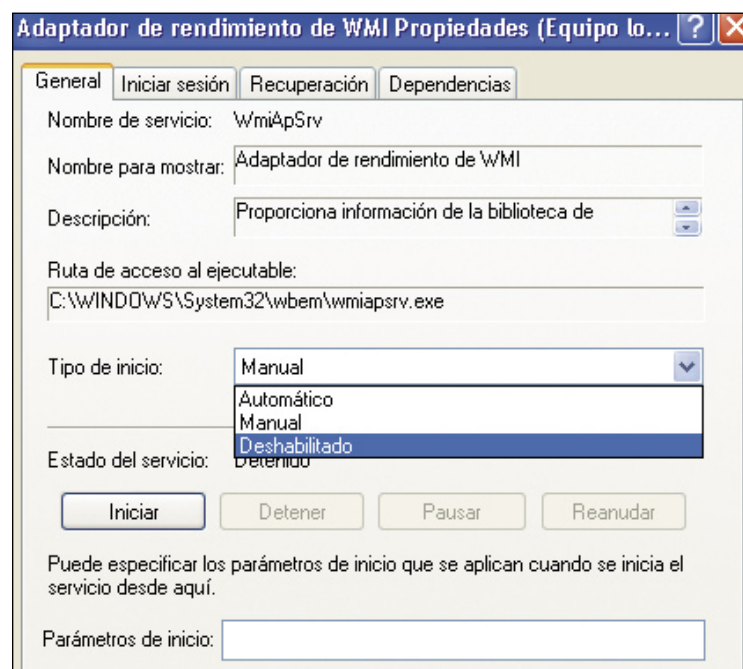 Adaptador de rendimiento de WMI Propiedades (Equipo lo...
General Iniciar sesión Recuperación Dependencias
Nombre de servicio: WmiApSrv
Nombre para mostrar: Adaptador de rendimiento de WMI
Descripción: Proporciona información de la biblioteca de
Ruta de acceso al ejecutable:
C:\WINDOWS\System32\wbem\wmiapsrv.exe
Tipo de inicio: Manual
Automático
Manual
Deshabilitado
Estado del servicio: Detenido
Iniciar Detener Pausar Reanudar
Puede especificar los parámetros de inicio que se aplican cuando se inicia el
servicio desde aquí.
Parámetros de inicio: